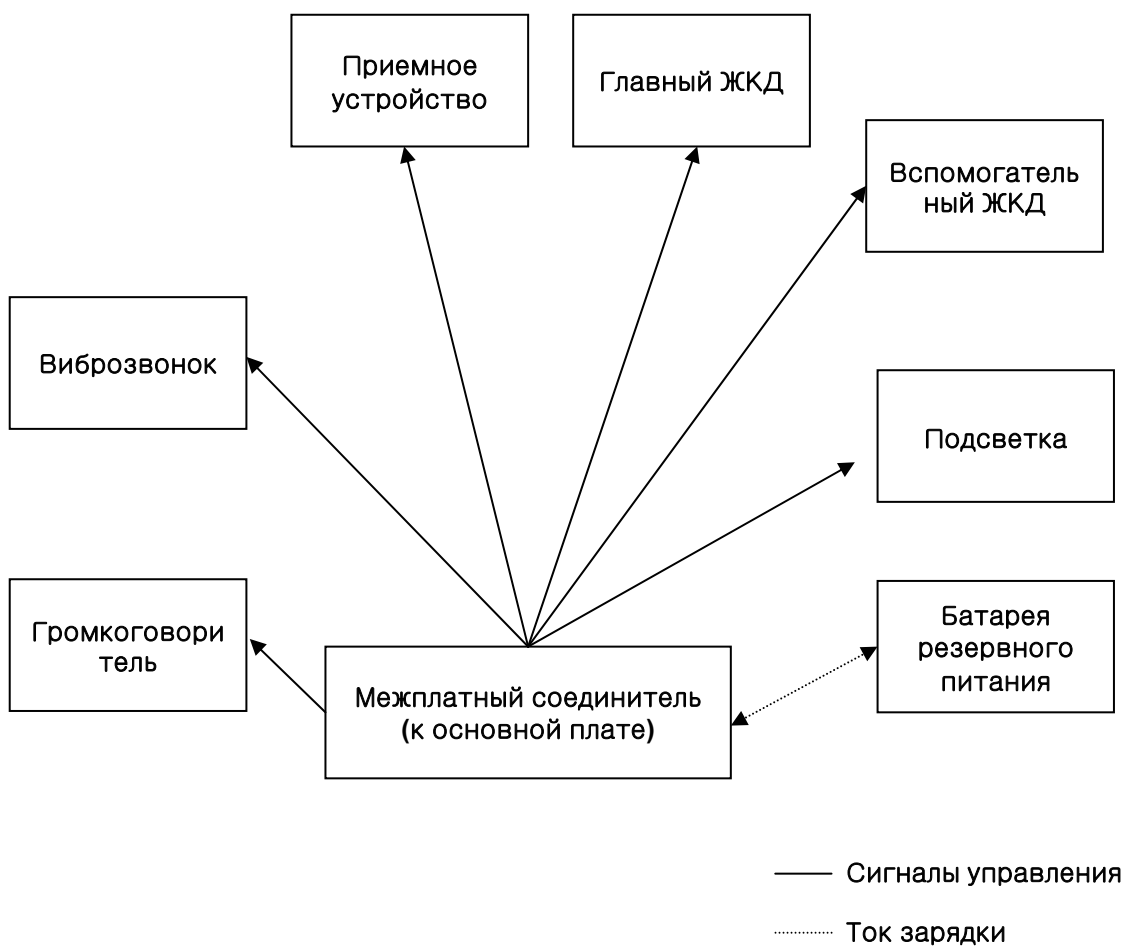 Приемное
устройство
Главный ЖКД
Вспомогатель
ный ЖКД
Виброзвонок
Подсветка
Громкоговори
тель
Батарея
резервного
питания
Межплатный соединитель
(к основной плате)
Сигналы управления
Ток зарядки